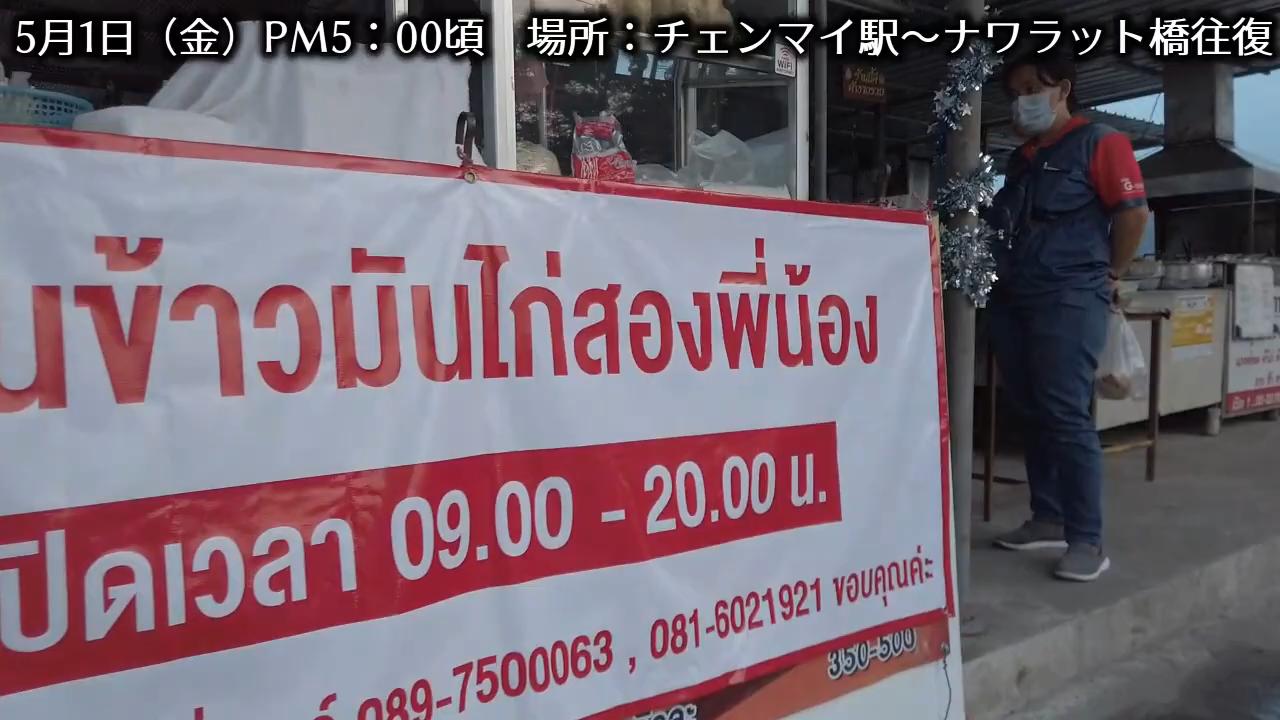 5月1日（金）PM5：00頃　場所：チェンマイ駅～ナワラット橋往復
WiFi
นข้าวมันไก่สองพี่น้อง
ปิดเวลา 09.00 - 20.00 น.
089-7500063 , 081-6021921 ขอบคุณค่ะ
350-500